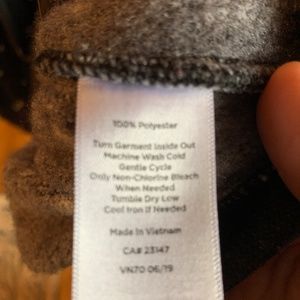 100% Polyester
Turn Garment Inside Out
Machine Wash Cold
Gentle Cycle
Only Non-Chlorine Bleach
When Needed
Tumble Dry Low
Cool Iron If Needed
Made in Vietnam
CA# 23147
VN70 06/19